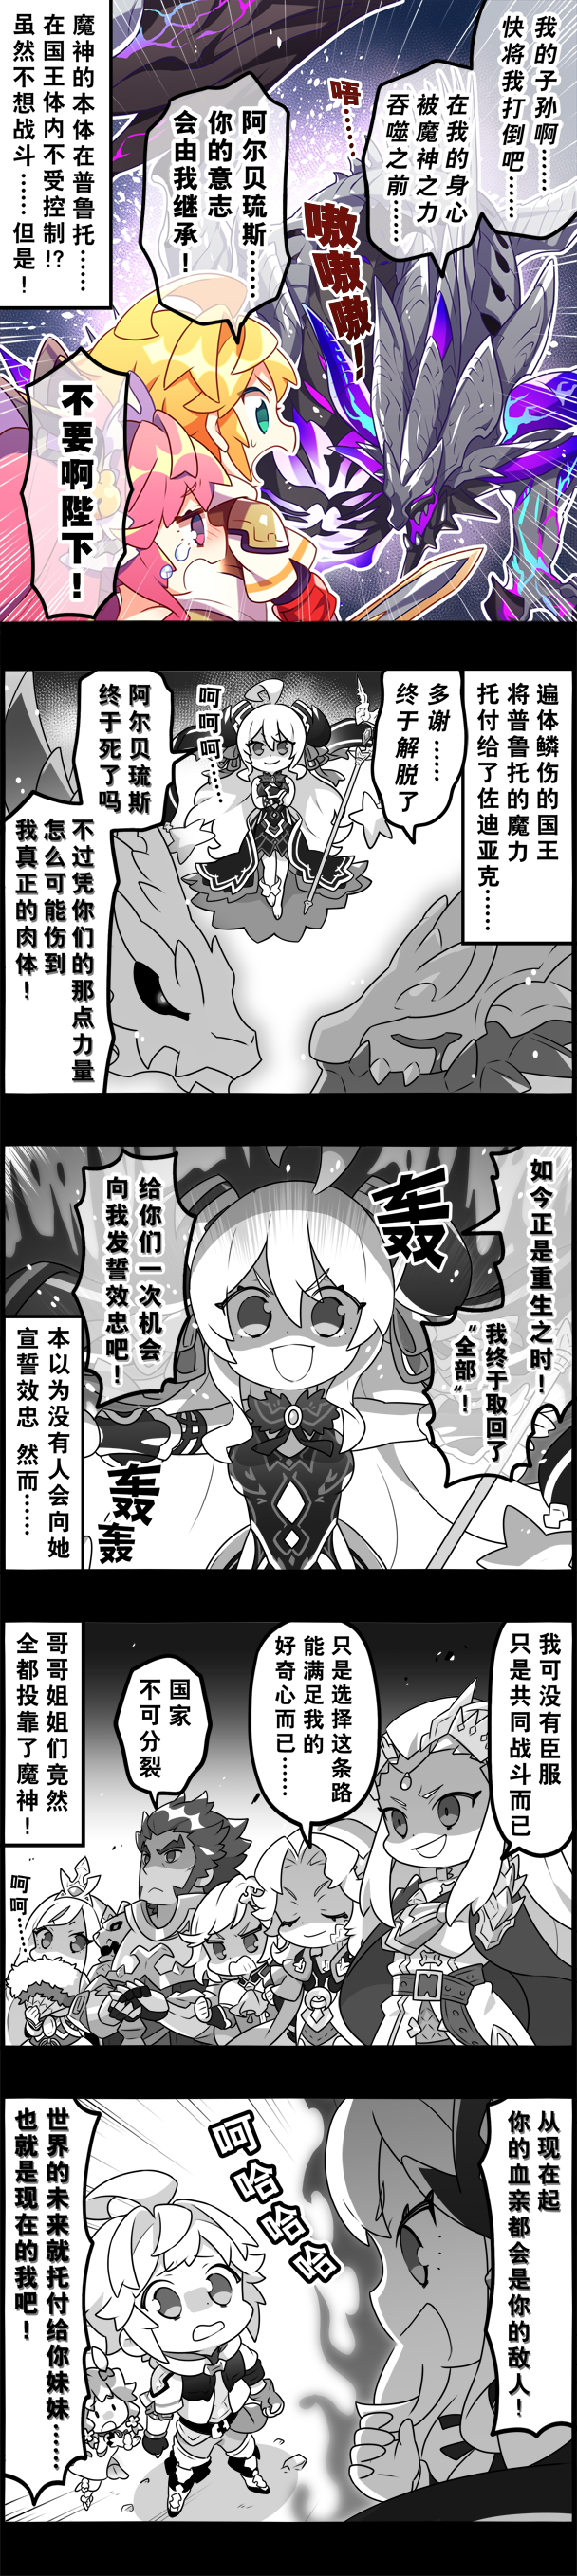 我的子孙啊……
快将我打倒吧……
在我的身心
被魔神之力
吞噬之前……
唔……
嗷嗷嗷！
阿尔贝琉斯……
你的意志
会由我继承！
魔神的本体在普鲁托……
在国王体内不受控制!?
虽然不想战斗……但是！
不要啊陛下！
遍体鳞伤的国王
将普鲁托的魔力
托付给了佐迪亚克……
多谢……
终于解脱了
呵呵呵……
阿尔贝琉斯
终于死了吗
不过凭你们的那点力量
怎么可能伤到
我真正的肉体！
如今正是重生之时！
我终于取回了
“全部”！
轰
给你们一次机会
向我发誓效忠吧！
轰
轰
本以为没有人会向她
宣誓效忠 然而……
我可没有臣服
只是共同战斗而已
只是选择这条路
能满足我的
好奇心而已……
国家
不可分裂
呵呵……
哥哥姐姐们竟然
全都投靠了魔神！
从现在起
你的血亲都会是你的敌人！
呵哈哈哈
世界的未来就托付给你妹妹……
也就是现在的我吧！